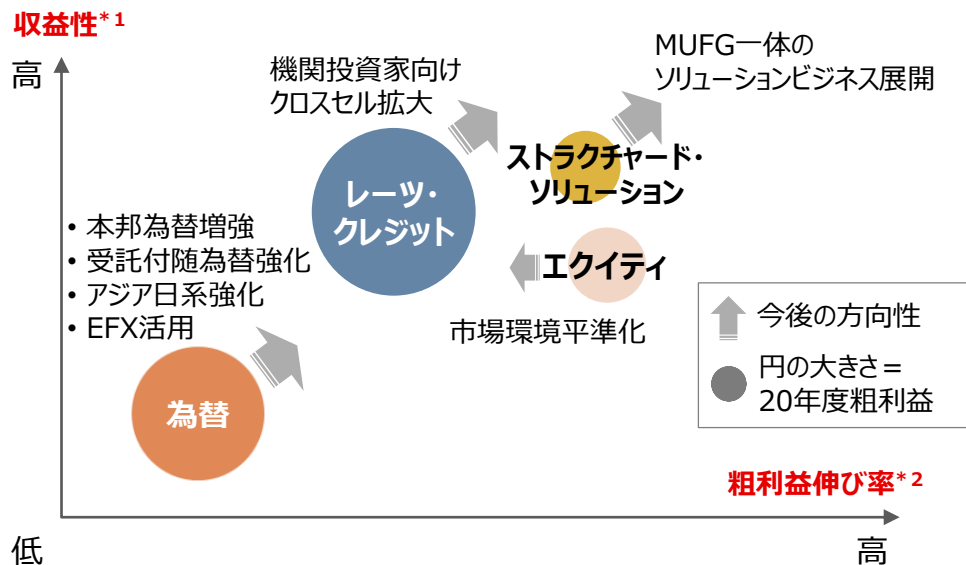 収益性*1
高
機関投資家向け
クロスセル拡大
MUFG一体の
ソリューションビジネス展開
ストラクチャード・
ソリューション
レーツ・
クレジット
• 本邦為替増強
• 受託付随為替強化
• アジア日系強化
• EFX活用
エクイティ
市場環境平準化
今後の方向性
円の大きさ＝
20年度粗利益
為替
粗利益伸び率*2
低
高